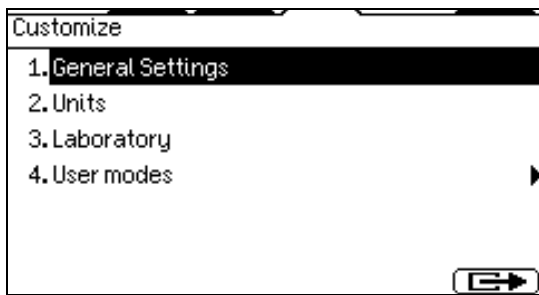 Customize
1. General Settings
2. Units
3. Laboratory
4. User modes